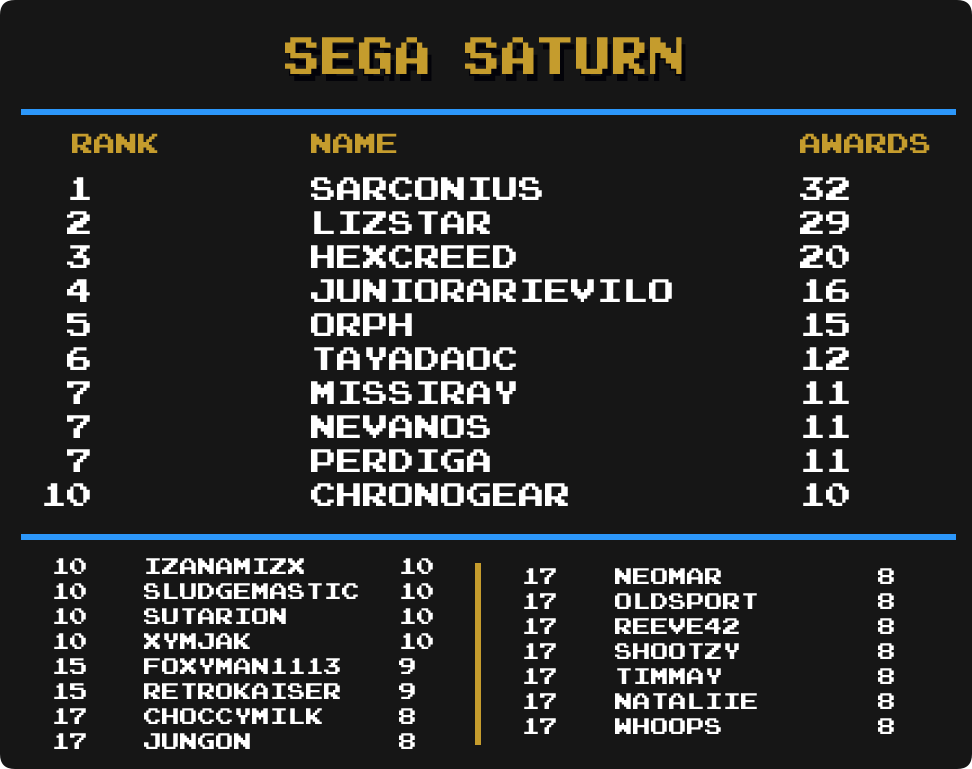 SEGA SATURN
RANK NAME AWARDS
1 SARCONIUS 32
2 LIZSTAR 29
3 HEXCREED 20
4 JUNIORARIEVILO 16
5 ORPH 15
6 TAYADAOC 12
7 MISSIRAY 11
7 NEVANOS 11
7 PERDIGA 11
10 CHRONOGEAR 10
10 IZANAMIZX 10
10 SLUDGEMASTIC 10
10 SUTARION 10
10 XYMJAK 10
15 FOXYMAN1113 9
15 RETROKAISER 9
17 CHOCCYMILK 8
17 JUNGON 8
17 NEOMAR 8
17 OLDSPORT 8
17 REEVE42 8
17 SHOOTZY 8
17 TIMMAY 8
17 NATALIIE 8
17 WHOOPS 8